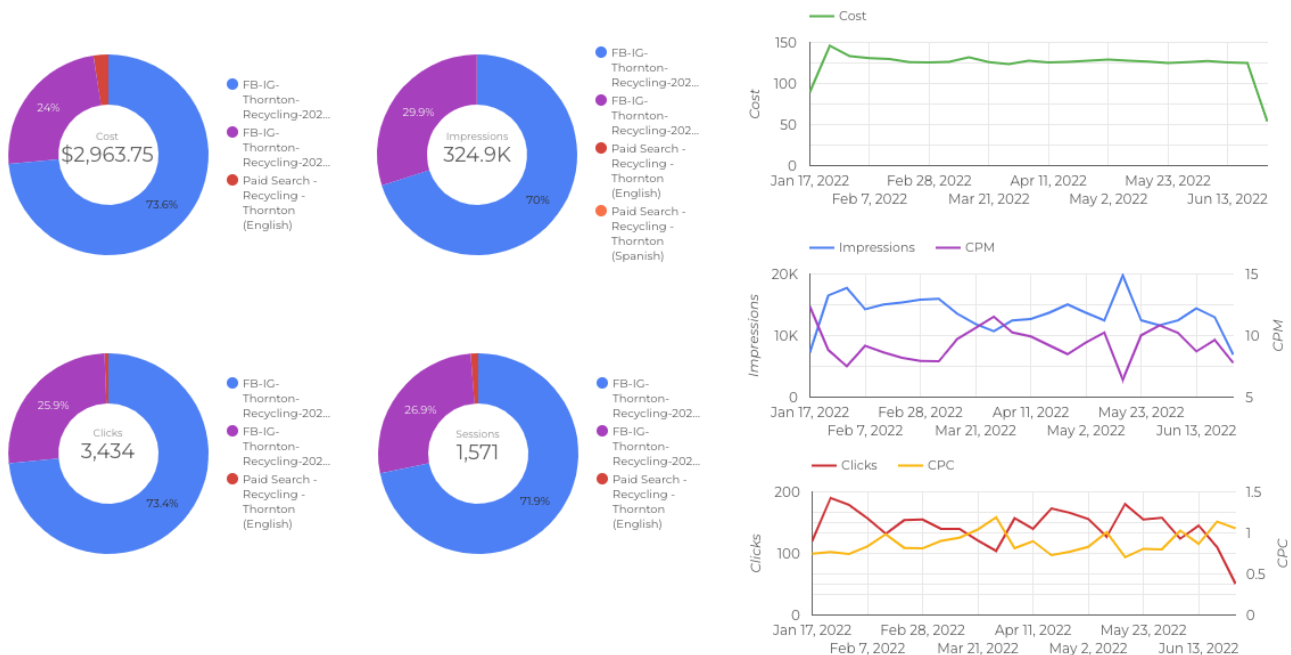 Cost
$2,963.75
24%
73.6%
FB-IG-
Thornton-
Recycling-202...
FB-IG-
Thornton-
Recycling-202...
Paid Search -
Recycling -
Thornton
(English)
Impressions
324.9K
29.9%
70%
FB-IG-
Thornton-
Recycling-202...
FB-IG-
Thornton-
Recycling-202...
Paid Search -
Recycling -
Thornton
(English)
Paid Search -
Recycling -
Thornton
(Spanish)
Clicks
3,434
25.9%
73.4%
FB-IG-
Thornton-
Recycling-202...
FB-IG-
Thornton-
Recycling-202...
Paid Search -
Recycling -
Thornton
(English)
Sessions
1,571
26.9%
71.9%
FB-IG-
Thornton-
Recycling-202...
FB-IG-
Thornton-
Recycling-202...
Paid Search -
Recycling -
Thornton
(English)
Cost
Cost
150
100
50
0
Jan 17, 2022 Feb 28, 2022 Apr 11, 2022 May 23, 2022
Feb 7, 2022 Mar 21, 2022 May 2, 2022 Jun 13, 2022
Impressions CPM
Impressions
CPM
20K 15
10K 10
0 5
Jan 17, 2022 Feb 28, 2022 Apr 11, 2022 May 23, 2022
Feb 7, 2022 Mar 21, 2022 May 2, 2022 Jun 13, 2022
Clicks CPC
Clicks
CPC
200 1.5
100 1
0.5
0 0
Jan 17, 2022 Feb 28, 2022 Apr 11, 2022 May 23, 2022
Feb 7, 2022 Mar 21, 2022 May 2, 2022 Jun 13, 2022